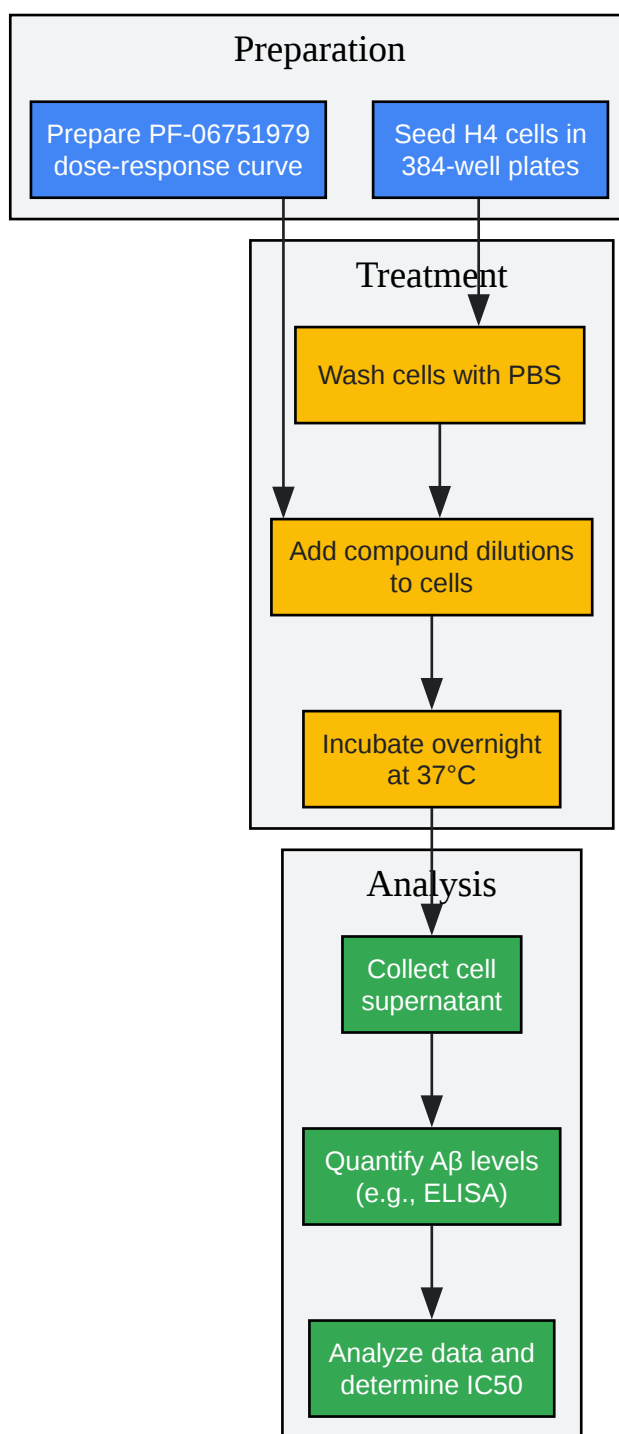 Preparation
Prepare PF-06751979
dose-response curve
Seed H4 cells in
384-well plates
Treatment
Wash cells with PBS
Add compound dilutions
to cells
Incubate overnight
at 37°C
Analysis
Collect cell
supernatant
Quantify Aβ levels
(e.g., ELISA)
Analyze data and
determine IC50